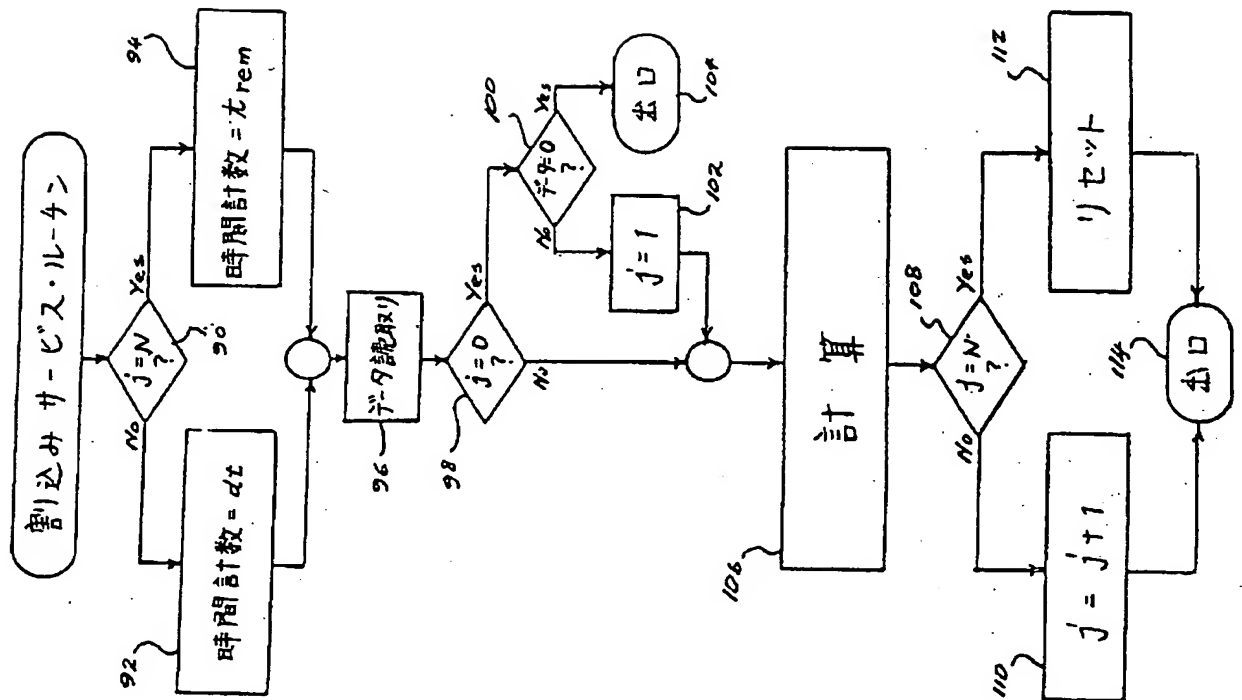 割り込み サービス・ルーチン
j=N
?
90
No
Yes
92
時間計数=dt
94
時間計数=trem
96
データ読取り
98
j=0
?
Yes
No
100
データ=0
?
Yes
No
104
出口
102
j=1
106
計 算
108
j=N
?
No
Yes
110
j=j+1
112
リセット
114
出口